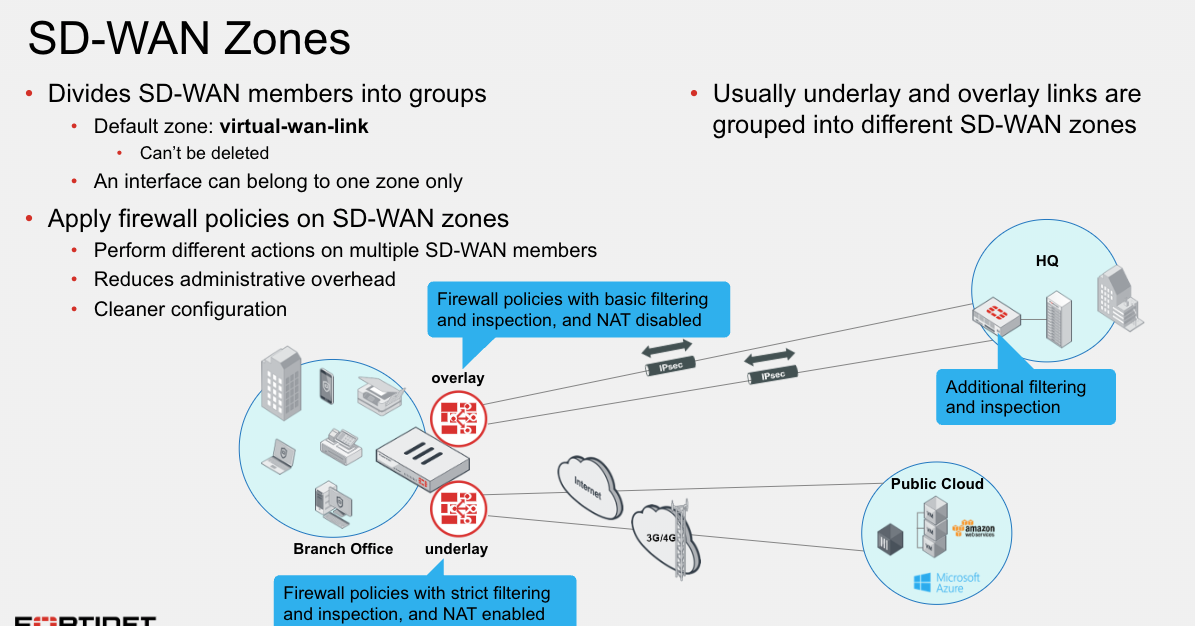 SD-WAN Zones
• Divides SD-WAN members into groups
• Default zone: virtual-wan-link
• Can't be deleted
• An interface can belong to one zone only
• Apply firewall policies on SD-WAN zones
• Perform different actions on multiple SD-WAN members
• Reduces administrative overhead
• Cleaner configuration
• Usually underlay and overlay links are
grouped into different SD-WAN zones
Firewall policies with basic filtering
and inspection, and NAT disabled
overlay
IPsec
IPsec
HQ
Additional filtering
and inspection
Branch Office
underlay
Internet
3G/4G
Public Cloud
VM
VM
VM
amazon
web services
Microsoft
Azure
Firewall policies with strict filtering
and inspection, and NAT enabled
FORTINET